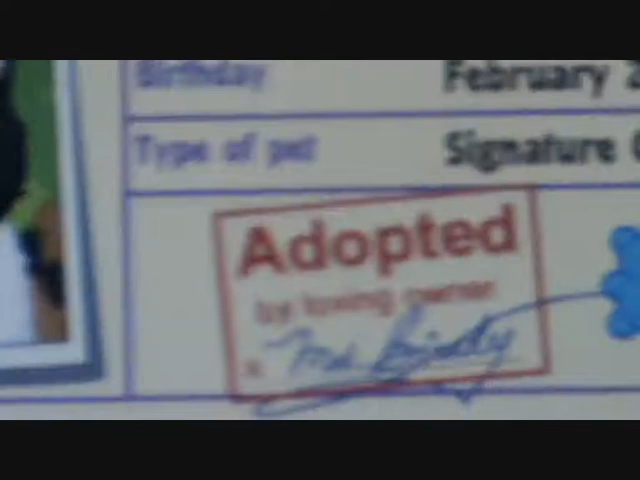 Birthday February
Type of pet Signature
Adopted
by loving owner